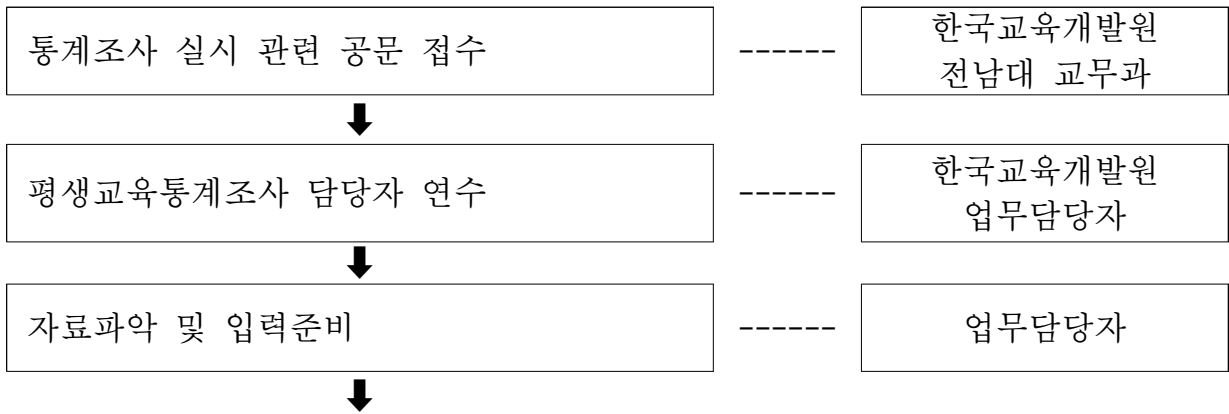 통계조사 실시 관련 공문 접수
한국교육개발원
전남대 교무과
평생교육통계조사 담당자 연수
한국교육개발원
업무담당자
자료파악 및 입력준비
업무담당자